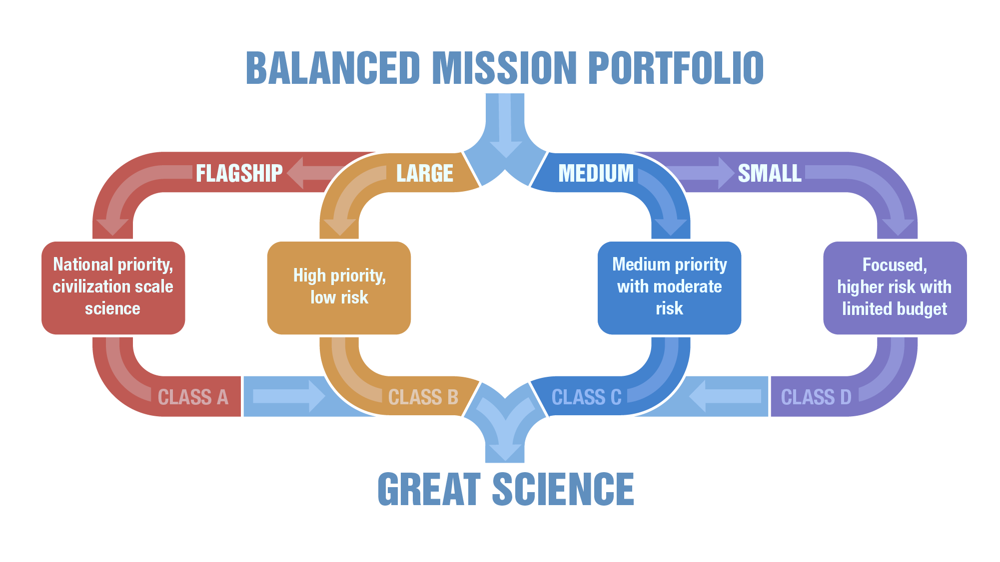 BALANCED MISSION PORTFOLIO
FLAGSHIP
LARGE
MEDIUM
SMALL
National priority,
civilization scale
science
High priority,
low risk
Medium priority
with moderate
risk
Focused,
higher risk with
limited budget
CLASS A
CLASS B
CLASS C
CLASS D
GREAT SCIENCE